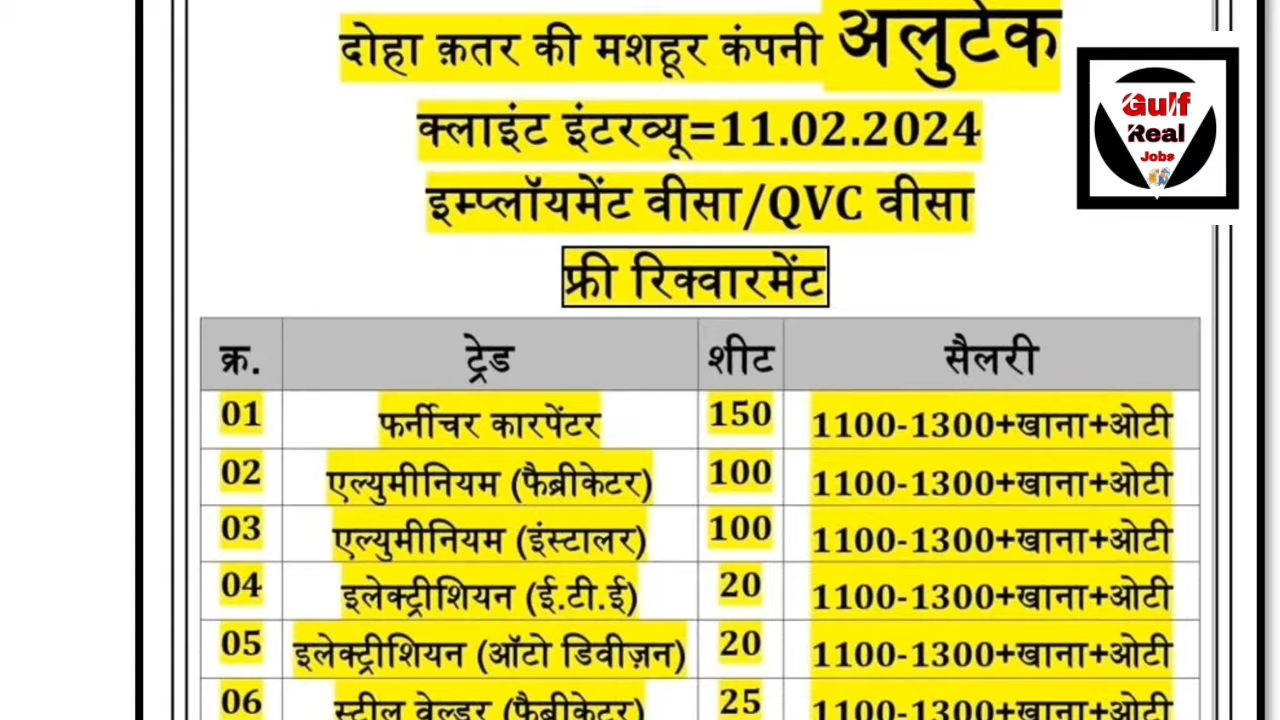 दोहा क़तर की मशहूर कंपनी अलुटेक
क्लाइंट इंटरव्यू=11.02.2024
इम्प्लॉयमेंट वीसा/QVC वीसा
फ्री रिक्वारमेंट
Gulf
Real
Jobs
क्र. ट्रेड शीट सैलरी
01 फर्नीचर कारपेंटर 150 1100-1300+खाना+ओटी
02 एल्युमीनियम (फैब्रीकेटर) 100 1100-1300+खाना+ओटी
03 एल्युमीनियम (इंस्टालर) 100 1100-1300+खाना+ओटी
04 इलेक्ट्रीशियन (ई.टी.ई) 20 1100-1300+खाना+ओटी
05 इलेक्ट्रीशियन (ऑटो डिवीज़न) 20 1100-1300+खाना+ओटी
06 स्टील वेल्डर (फैब्रीकेटर) 25 1100-1300+खाना+ओटी